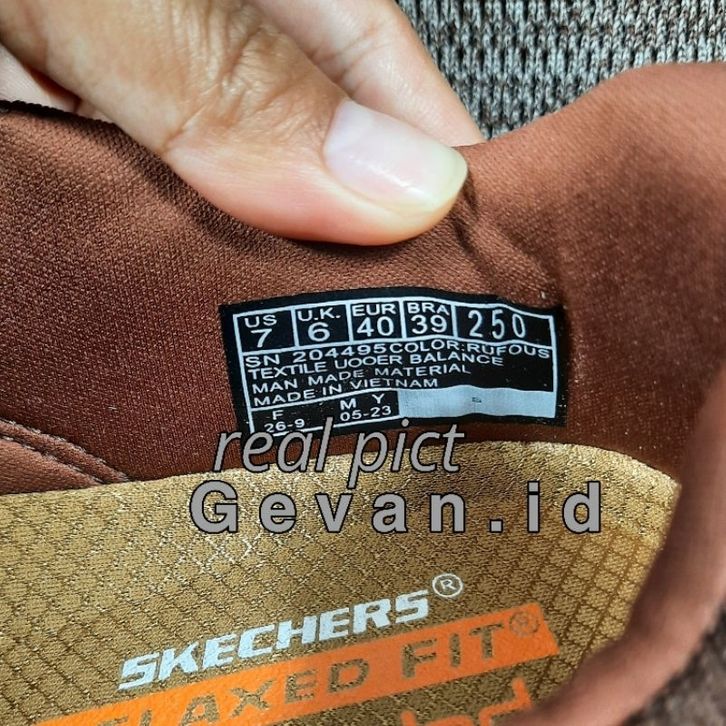 US U.K. EUR BRA
7 6 40 39 250
SN 204495COLOR:RUFOUS
TEXTILE UOOER BALANCE
MAN MADE MATERIAL
MADE IN VIETNAM
F M Y
26-9 05-23
real pict
Gevan.id
SKECHERS®
RELAXED FIT®